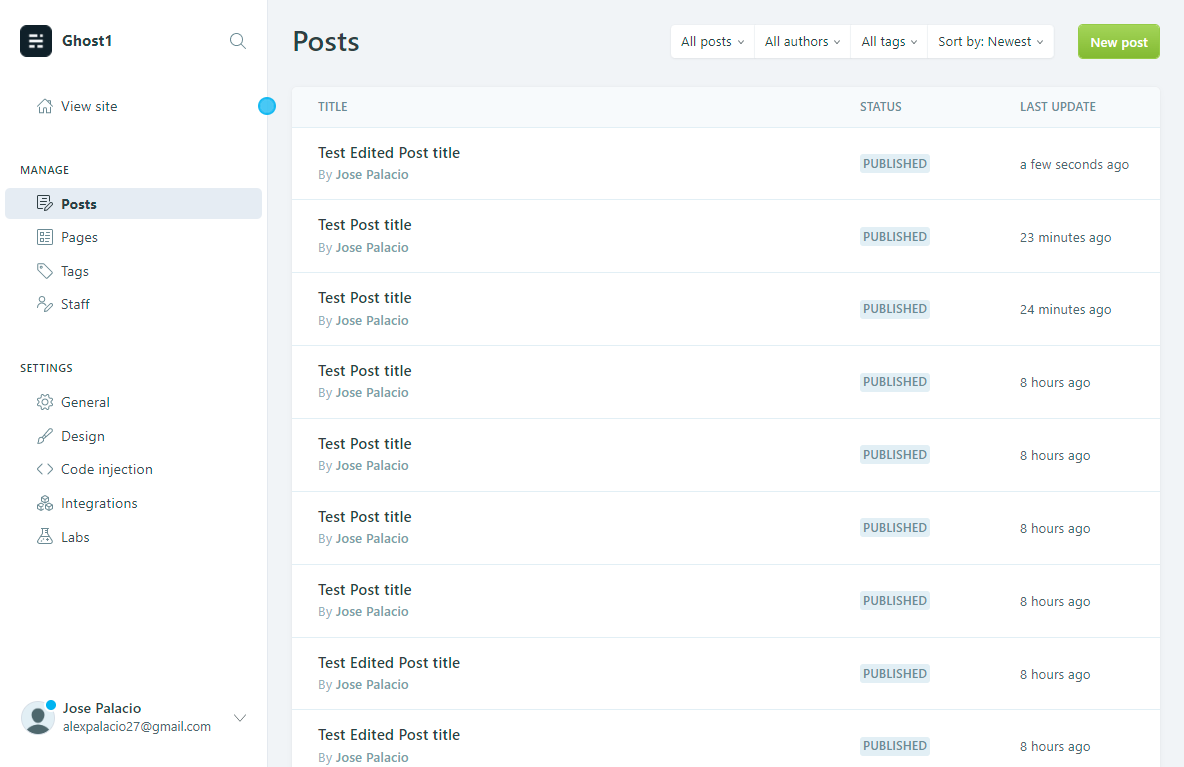 Ghost1
View site
MANAGE
Posts
Pages
Tags
Staff
SETTINGS
General
Design
Code injection
Integrations
Labs
Jose Palacio
alexpalacio27@gmail.com
Posts
All posts
All authors
All tags
Sort by: Newest
New post
TITLE STATUS LAST UPDATE
Test Edited Post title
By Jose Palacio
PUBLISHED
a few seconds ago
Test Post title
By Jose Palacio
PUBLISHED
23 minutes ago
Test Post title
By Jose Palacio
PUBLISHED
24 minutes ago
Test Post title
By Jose Palacio
PUBLISHED
8 hours ago
Test Post title
By Jose Palacio
PUBLISHED
8 hours ago
Test Post title
By Jose Palacio
PUBLISHED
8 hours ago
Test Post title
By Jose Palacio
PUBLISHED
8 hours ago
Test Edited Post title
By Jose Palacio
PUBLISHED
8 hours ago
Test Edited Post title
By Jose Palacio
PUBLISHED
8 hours ago